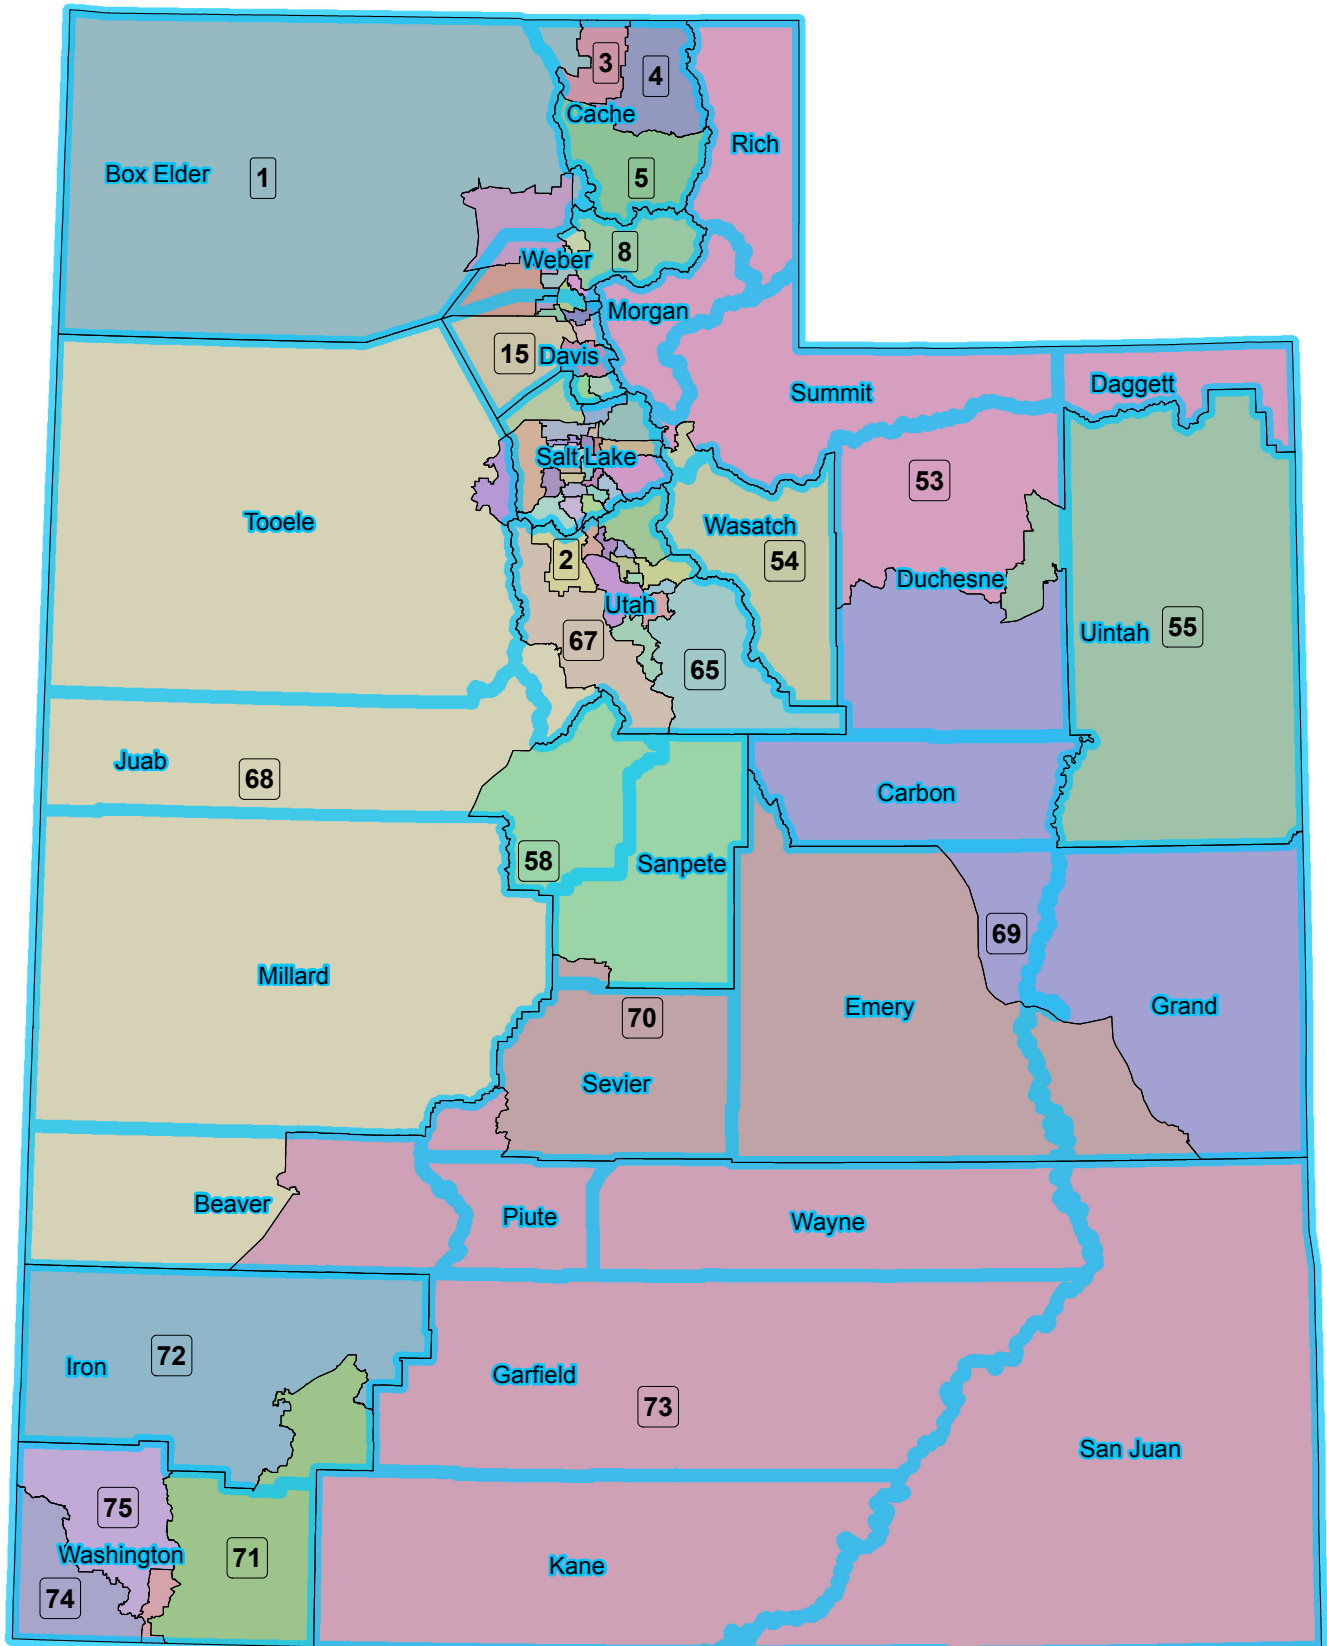 3
4
Cache
Rich
Box Elder
1
5
8
Weber
Morgan
15
Davis
Summit
Daggett
Salt Lake
53
Tooele
Wasatch
2
54
Duchesne
Utah
55
Uintah
67
65
Juab
68
Carbon
58
Sanpete
69
Millard
Emery
Grand
70
Sevier
Beaver
Piute
Wayne
72
Iron
Garfield
73
San Juan
75
Washington
71
Kane
74